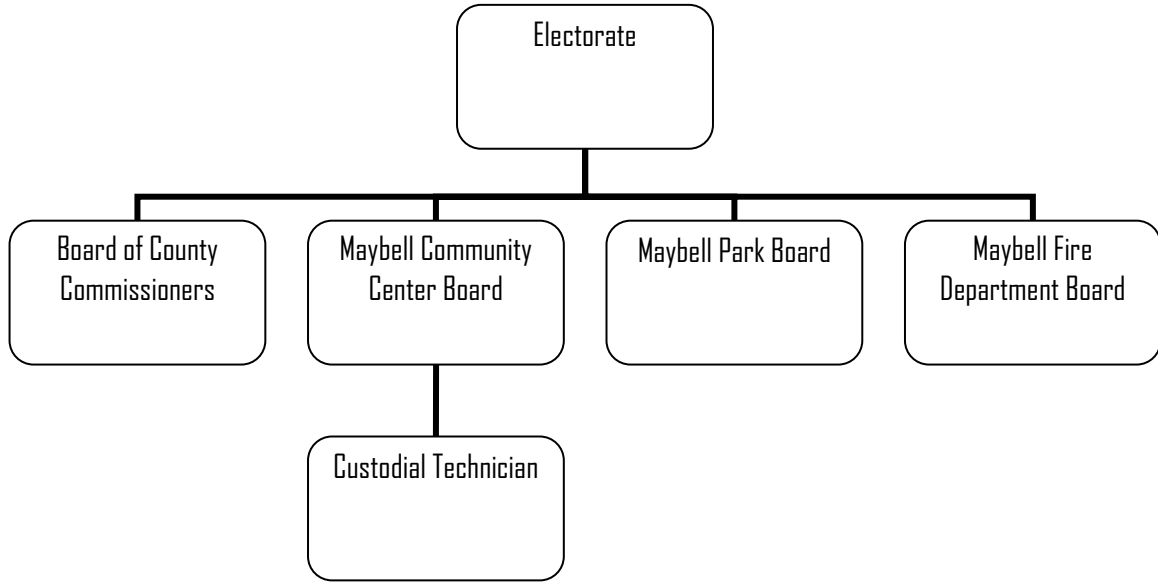 Electorate
Board of County
Commissioners
Maybell Community
Center Board
Maybell Park Board
Maybell Fire
Department Board
Custodial Technician